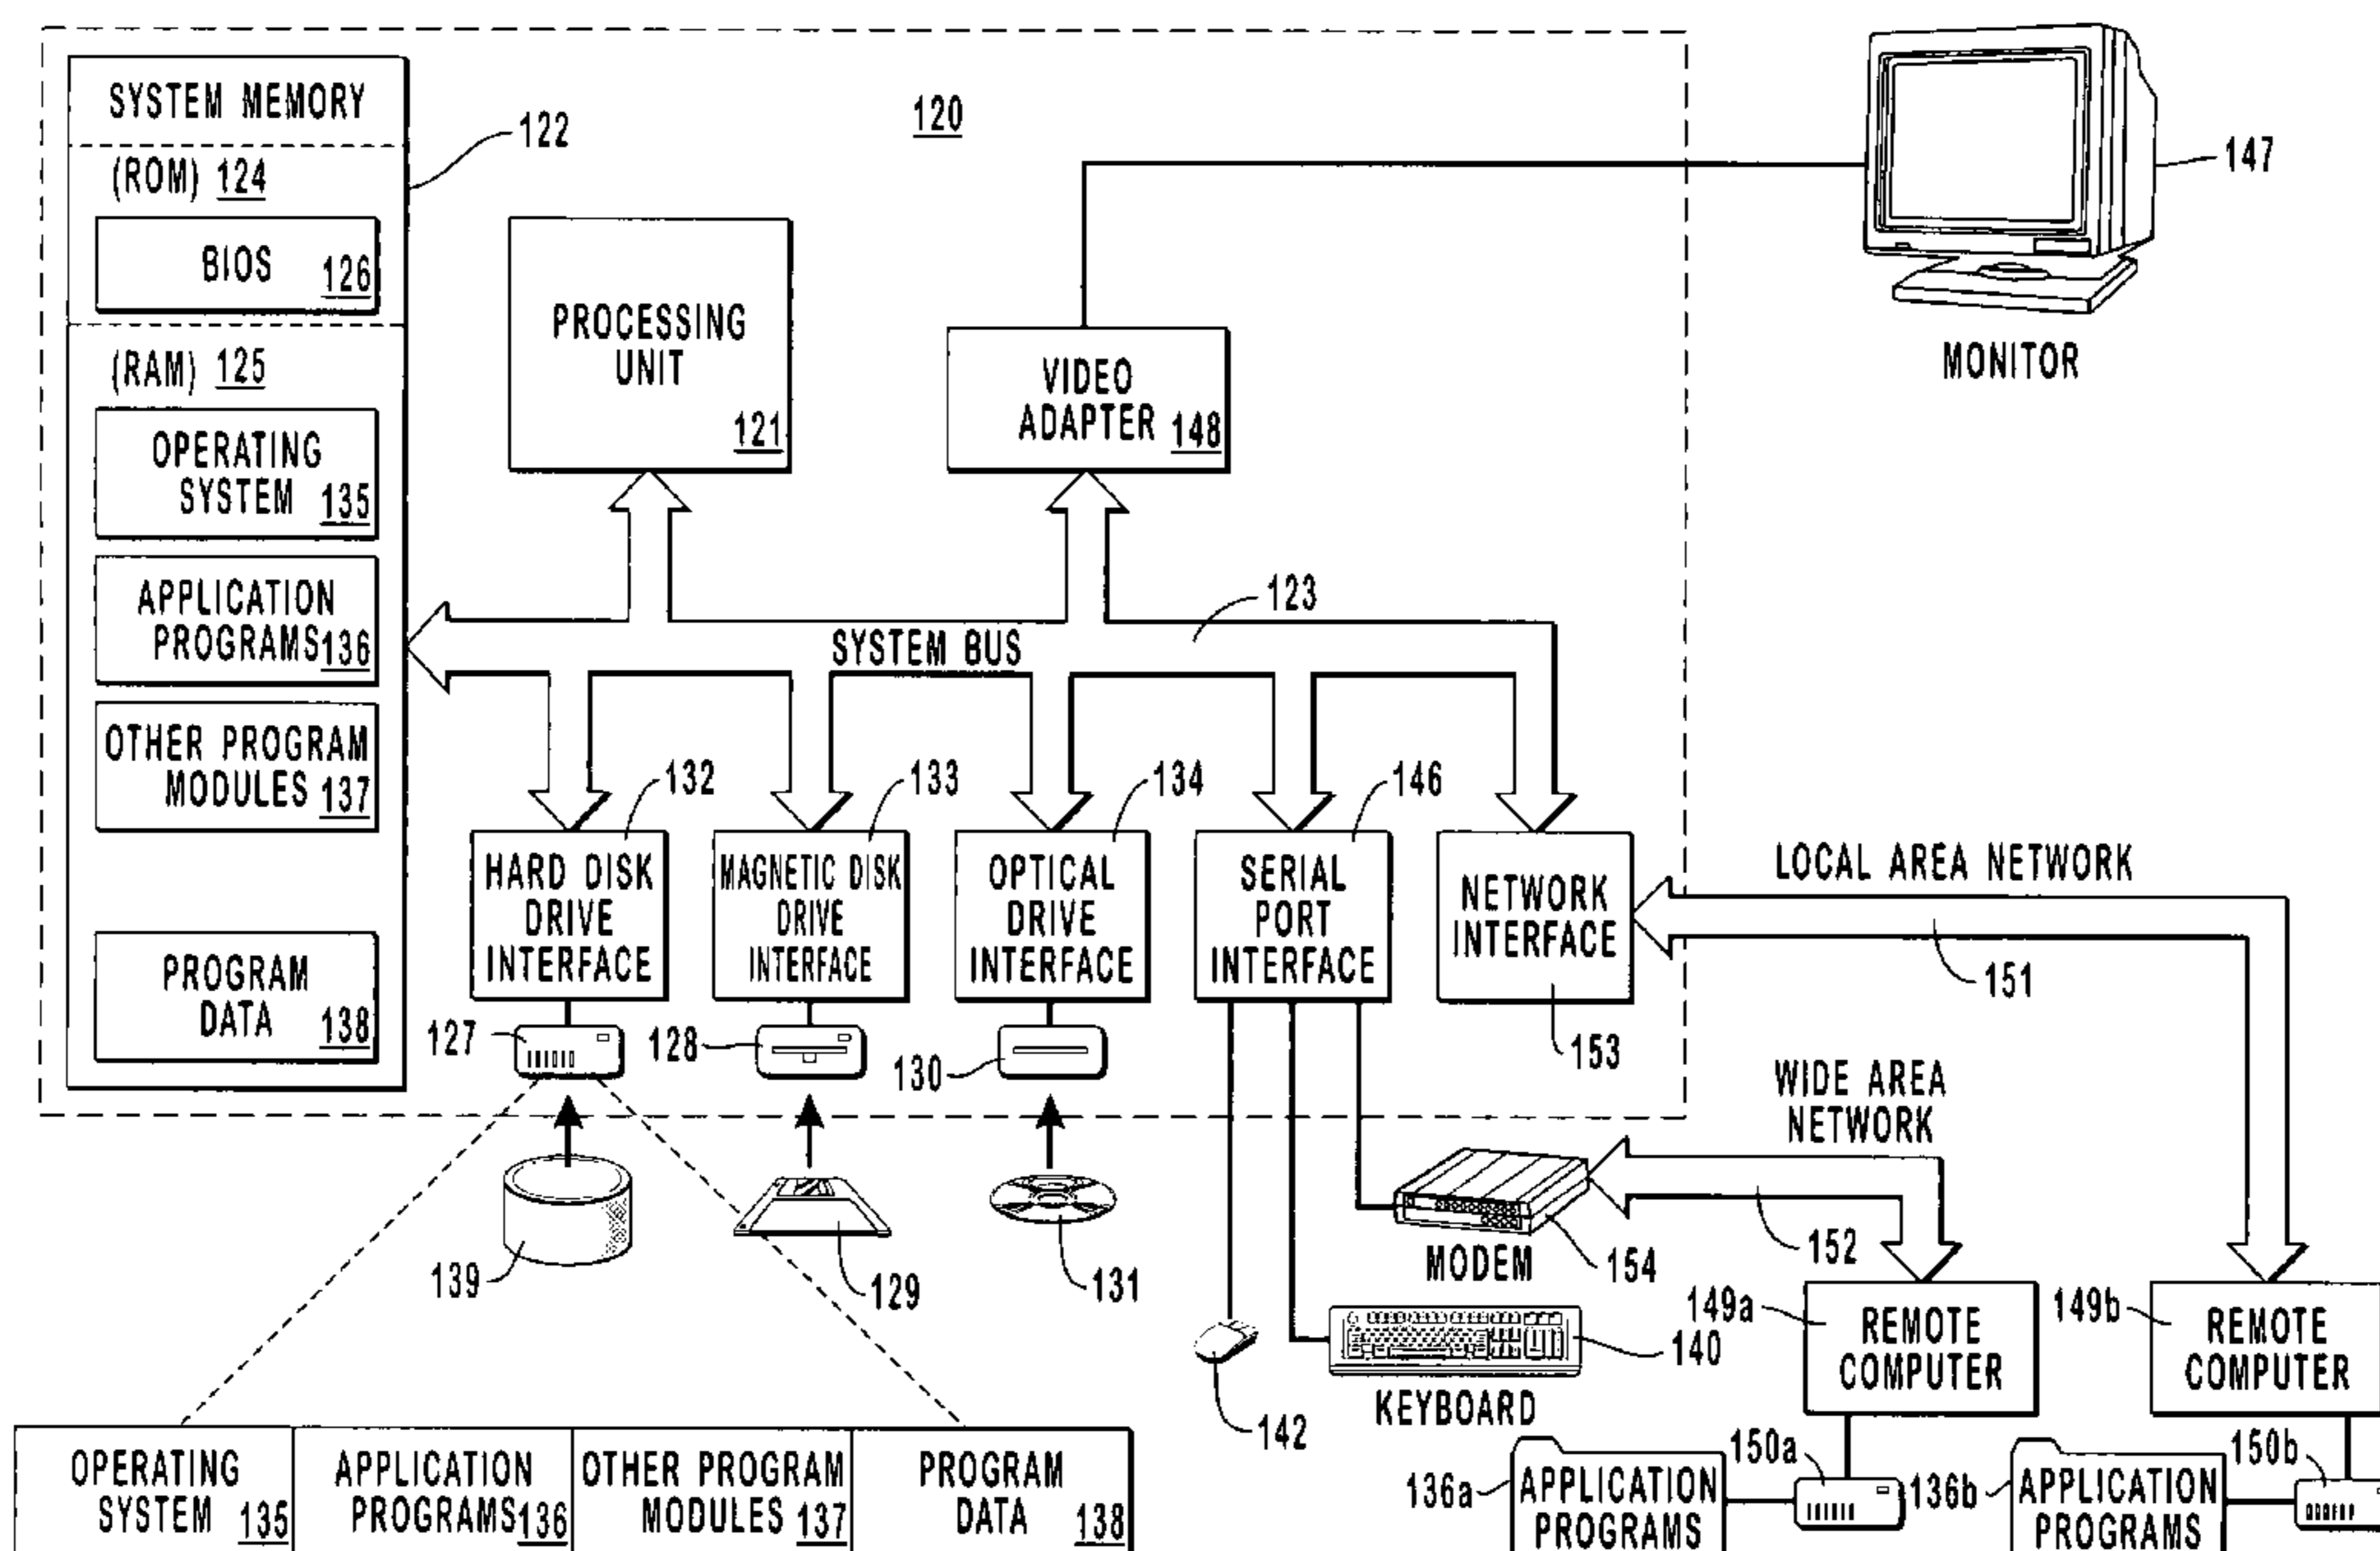 SYSTEM MEMORY
122
(ROM) 124
BIOS 126
(RAM) 125
OPERATING
SYSTEM 135
APPLICATION
PROGRAMS 136
OTHER PROGRAM
MODULES 137
PROGRAM
DATA 138
120
PROCESSING
UNIT
121
VIDEO
ADAPTER 148
147
MONITOR
123
SYSTEM BUS
132
HARD DISK
DRIVE
INTERFACE
133
MAGNETIC DISK
DRIVE
INTERFACE
134
OPTICAL
DRIVE
INTERFACE
146
SERIAL
PORT
INTERFACE
NETWORK
INTERFACE
153
LOCAL AREA NETWORK
151
127
128
130
WIDE AREA
NETWORK
152
139
129
131
MODEM
154
142
140
KEYBOARD
149a
REMOTE
COMPUTER
149b
REMOTE
COMPUTER
OPERATING
SYSTEM 135
APPLICATION
PROGRAMS 136
OTHER PROGRAM
MODULES 137
PROGRAM
DATA 138
136a
APPLICATION
PROGRAMS
150a
136b
APPLICATION
PROGRAMS
150b